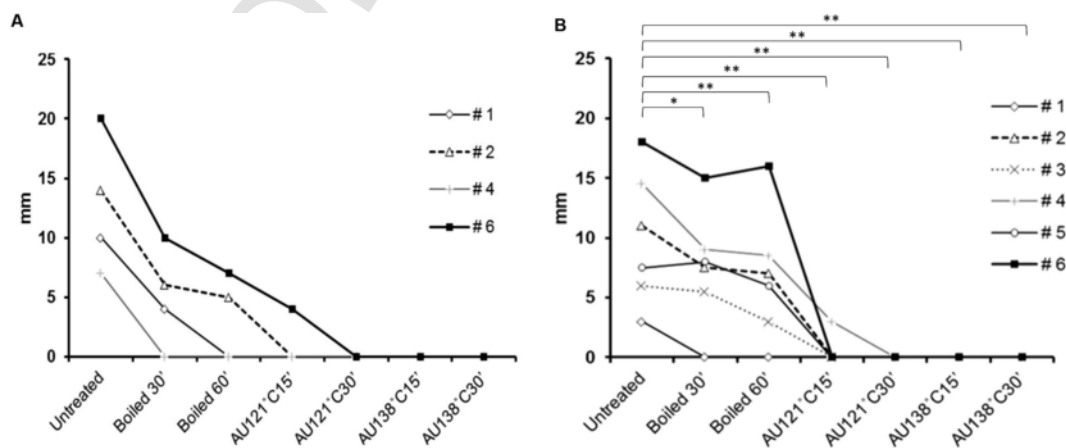 A
25
20
15
10
5
0
mm
Untreated
Boiled 30'
Boiled 60'
AU121˚C15'
AU121˚C30'
AU138˚C15'
AU138˚C30'
# 1
# 2
# 4
# 6
B
**
**
**
**
**
*
25
20
15
10
5
0
mm
Untreated
Boiled 30'
Boiled 60'
AU121˚C15'
AU121˚C30'
AU138˚C15'
AU138˚C30'
# 1
# 2
# 3
# 4
# 5
# 6